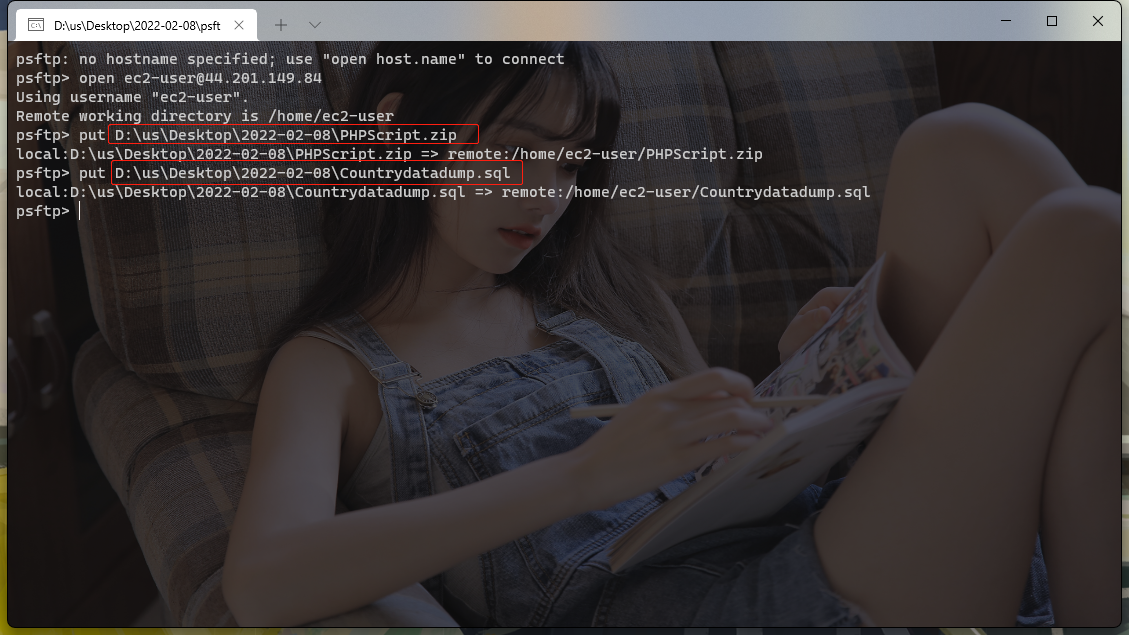 D:\us\Desktop\2022-02-08\psft
psftp: no hostname specified; use "open host.name" to connect
psftp> open ec2-user@44.201.149.84
Using username "ec2-user".
Remote working directory is /home/ec2-user
psftp> put D:\us\Desktop\2022-02-08\PHPScript.zip
local:D:\us\Desktop\2022-02-08\PHPScript.zip => remote:/home/ec2-user/PHPScript.zip
psftp> put D:\us\Desktop\2022-02-08\Countrydatadump.sql
local:D:\us\Desktop\2022-02-08\Countrydatadump.sql => remote:/home/ec2-user/Countrydatadump.sql
psftp>